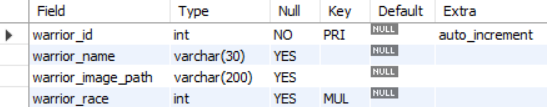 Field Type Null Key Default Extra
warrior_id int NO PRI NULL auto_increment
warrior_name varchar(30) YES NULL
warrior_image_path varchar(200) YES NULL
warrior_race int YES MUL NULL